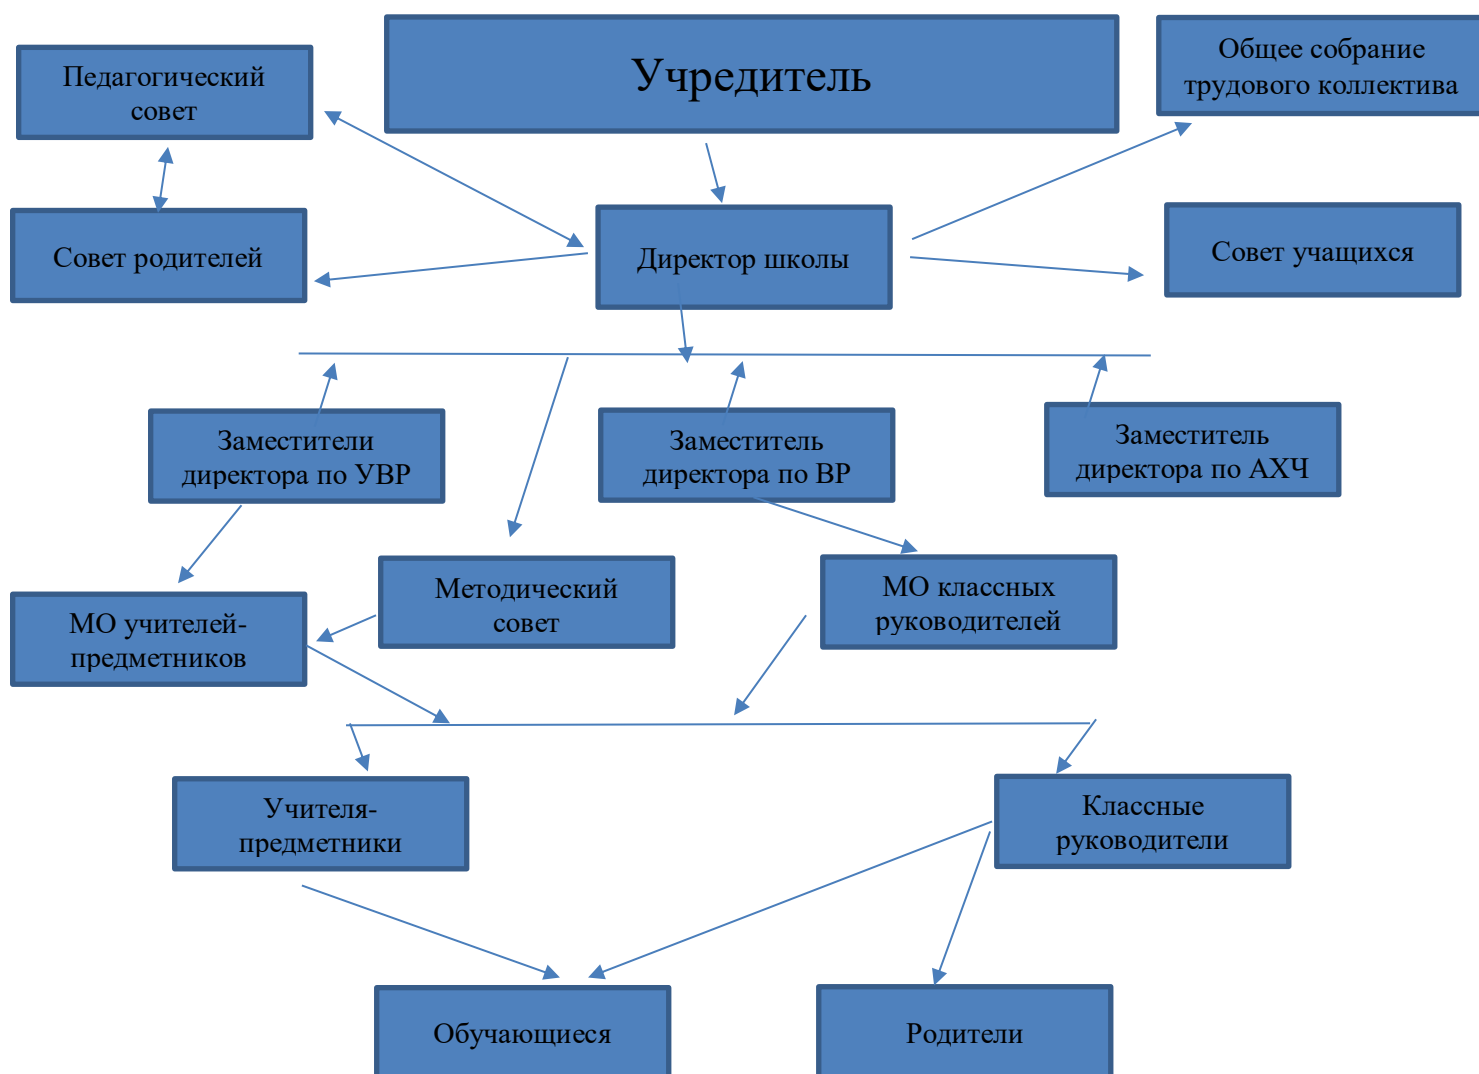 Учредитель
Педагогический
совет
Общее собрание
трудового коллектива
Совет родителей
Директор школы
Совет учащихся
Заместители
директора по УВР
Заместитель
директора по ВР
Заместитель
директора по АХЧ
МО учителей-
предметников
Методический
совет
МО классных
руководителей
Учителя-
предметники
Классные
руководители
Обучающиеся
Родители